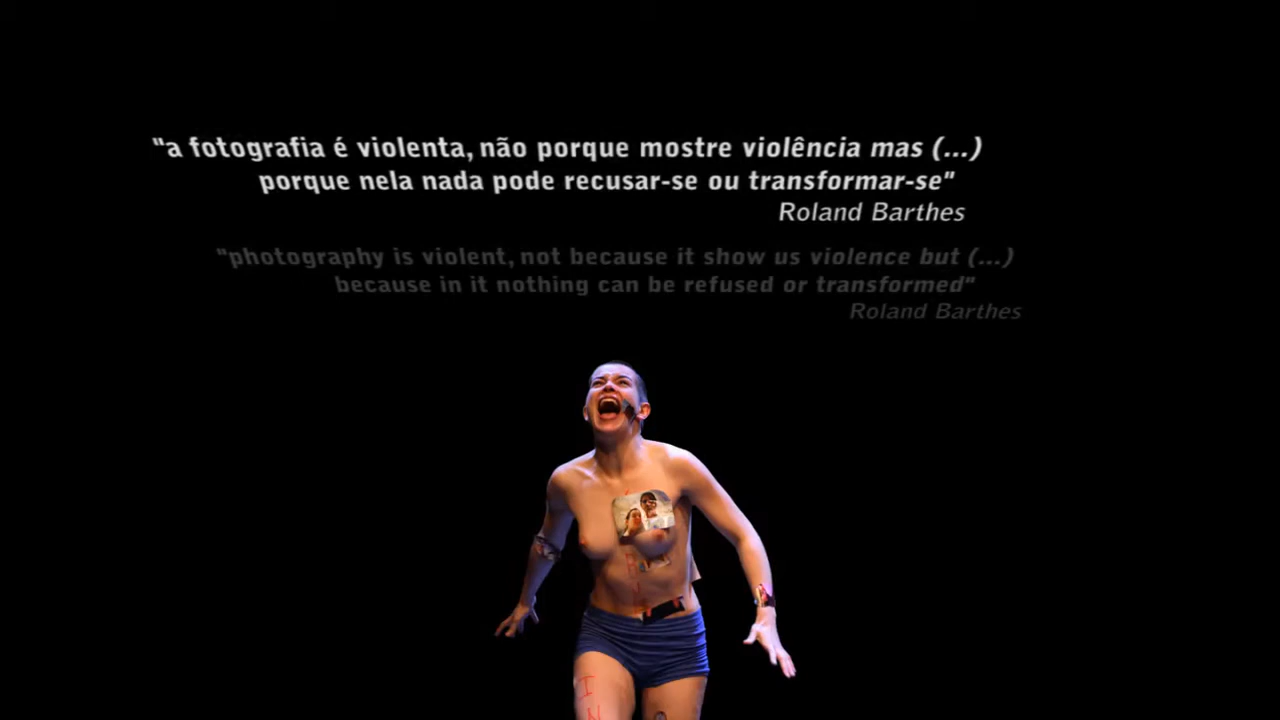 "a fotografia é violenta, não porque mostre violência mas (...)
porque nela nada pode recusar-se ou transformar-se"
Roland Barthes
"photography is violent, not because it show us violence but (...)
because in it nothing can be refused or transformed"
Roland Barthes
I
N